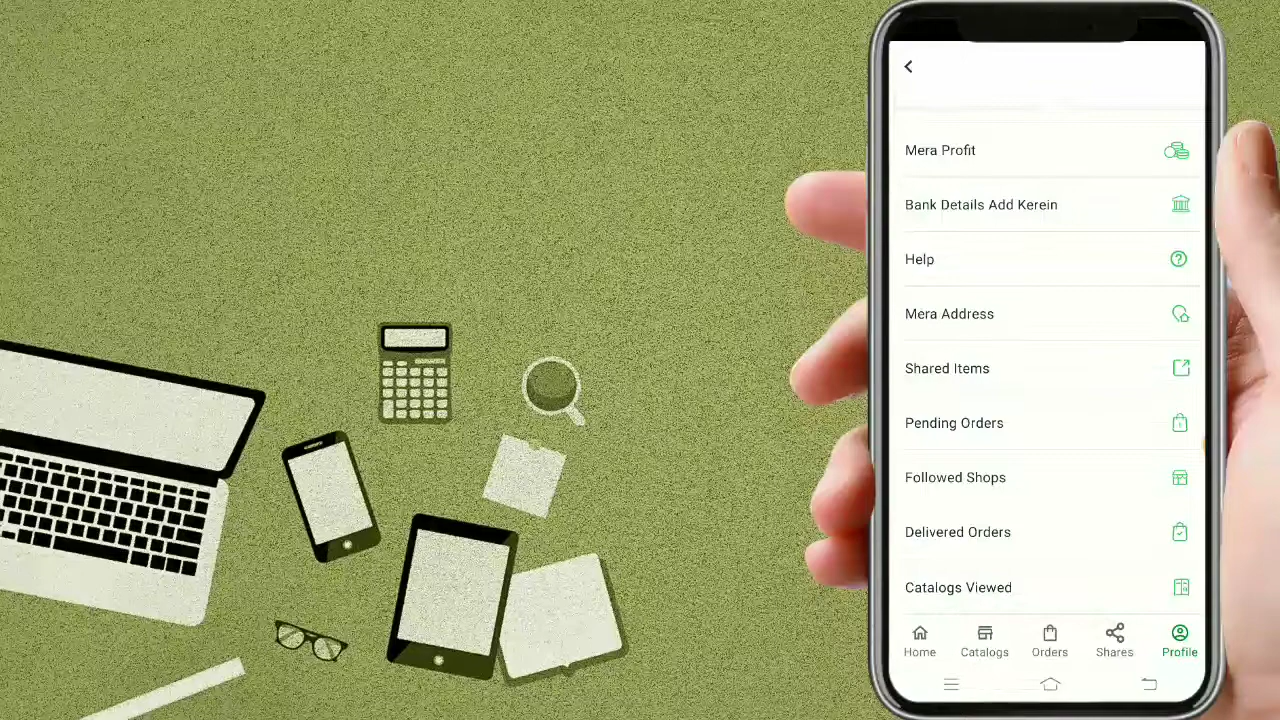 Mera Profit
Bank Details Add Kerein
Help
Mera Address
Shared Items
Pending Orders
Followed Shops
Delivered Orders
Catalogs Viewed
Home Catalogs Orders Shares Profile